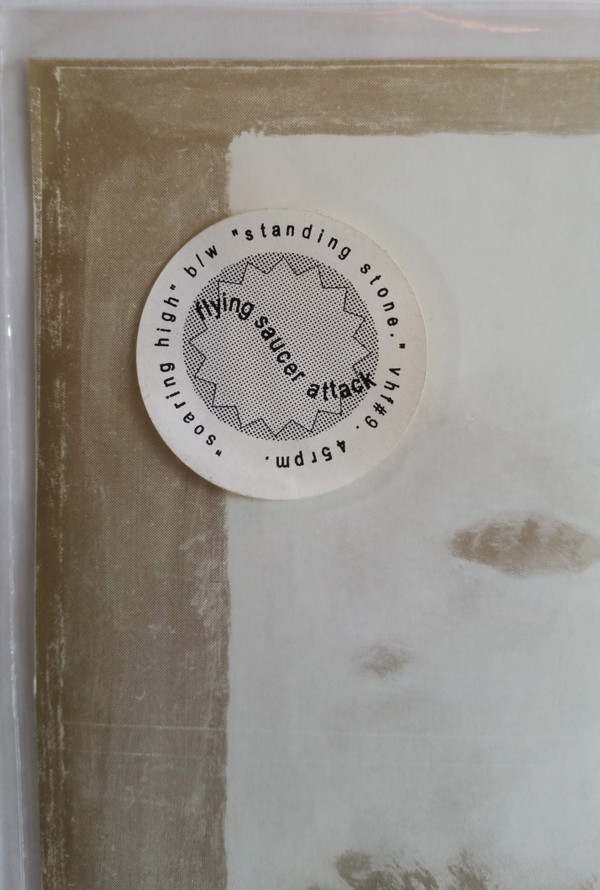 "soaring high" b/w "standing stone." vhf#9. 45rpm.
flying saucer attack